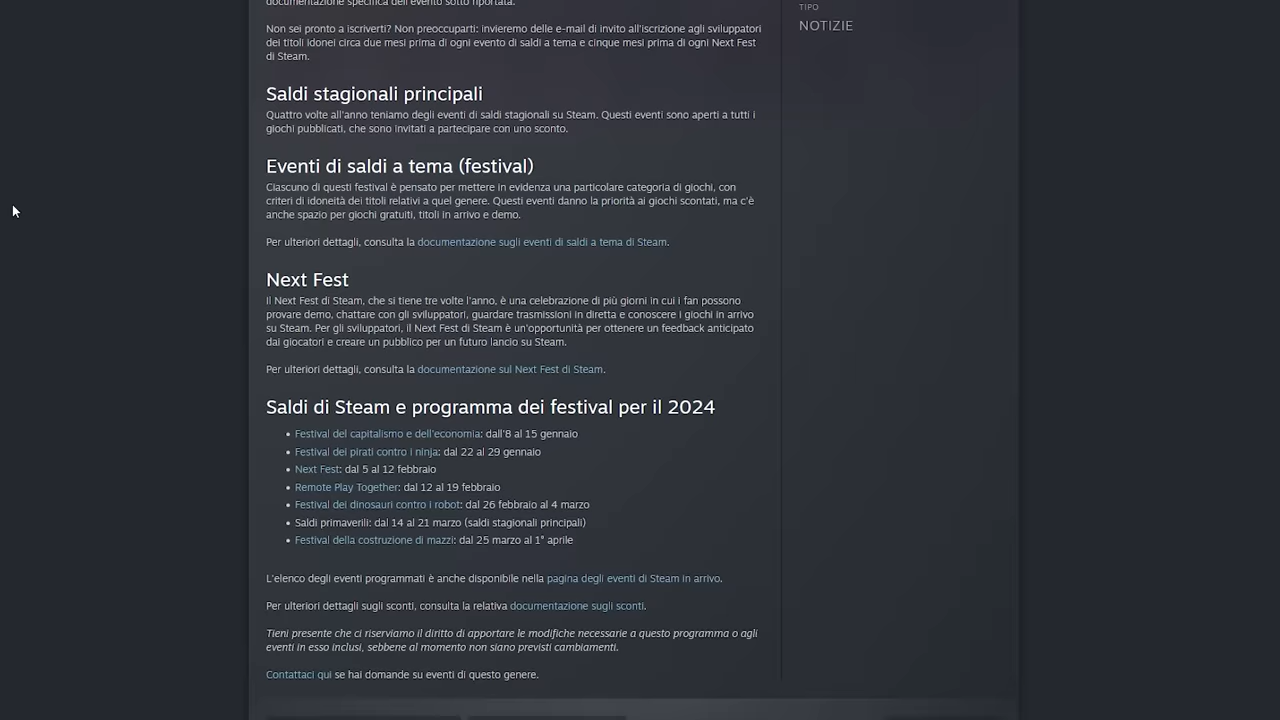 documentazione specifica dell'evento sotto riportata.
Non sei pronto a iscriverti? Non preoccuparti: invieremo delle e-mail di invito all'iscrizione agli sviluppatori
dei titoli idonei circa due mesi prima di ogni evento di saldi a tema e cinque mesi prima di ogni Next Fest
di Steam.
Saldi stagionali principali
Quattro volte all'anno teniamo degli eventi di saldi stagionali su Steam. Questi eventi sono aperti a tutti i
giochi pubblicati, che sono invitati a partecipare con uno sconto.
Eventi di saldi a tema (festival)
Ciascuno di questi festival è pensato per mettere in evidenza una particolare categoria di giochi, con
criteri di idoneità dei titoli relativi a quel genere. Questi eventi danno la priorità ai giochi scontati, ma c'è
anche spazio per giochi gratuiti, titoli in arrivo e demo.
Per ulteriori dettagli, consulta la documentazione sugli eventi di saldi a tema di Steam.
Next Fest
Il Next Fest di Steam, che si tiene tre volte l'anno, è una celebrazione di più giorni in cui i fan possono
provare demo, chattare con gli sviluppatori, guardare trasmissioni in diretta e conoscere i giochi in arrivo
su Steam. Per gli sviluppatori, il Next Fest di Steam è un'opportunità per ottenere un feedback anticipato
dai giocatori e creare un pubblico per un futuro lancio su Steam.
Per ulteriori dettagli, consulta la documentazione sul Next Fest di Steam.
Saldi di Steam e programma dei festival per il 2024
• Festival del capitalismo e dell'economia: dall'8 al 15 gennaio
• Festival dei pirati contro i ninja: dal 22 al 29 gennaio
• Next Fest: dal 5 al 12 febbraio
• Remote Play Together: dal 12 al 19 febbraio
• Festival dei dinosauri contro i robot: dal 26 febbraio al 4 marzo
• Saldi primaverili: dal 14 al 21 marzo (saldi stagionali principali)
• Festival della costruzione di mazzi: dal 25 marzo al 1° aprile
L'elenco degli eventi programmati è anche disponibile nella pagina degli eventi di Steam in arrivo.
Per ulteriori dettagli sugli sconti, consulta la relativa documentazione sugli sconti.
Tieni presente che ci riserviamo il diritto di apportare le modifiche necessarie a questo programma o agli
eventi in esso inclusi, sebbene al momento non siano previsti cambiamenti.
Contattaci qui se hai domande su eventi di questo genere.
TIPO
NOTIZIE